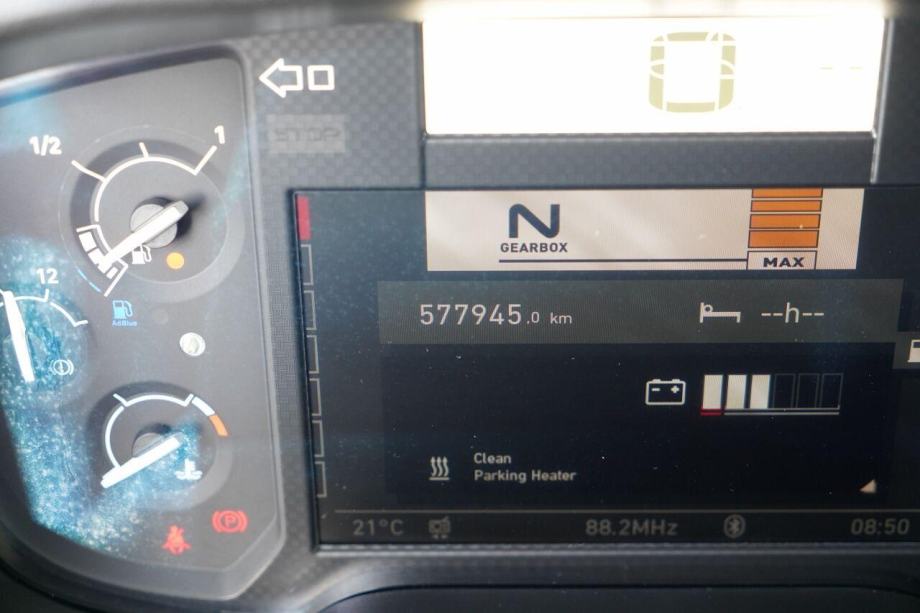 1/2
1
STOP
N
GEARBOX
MAX
577945.0 km
--h--
12
AdBlue
P
Clean
Parking Heater
21°C
88.2MHz
08:50